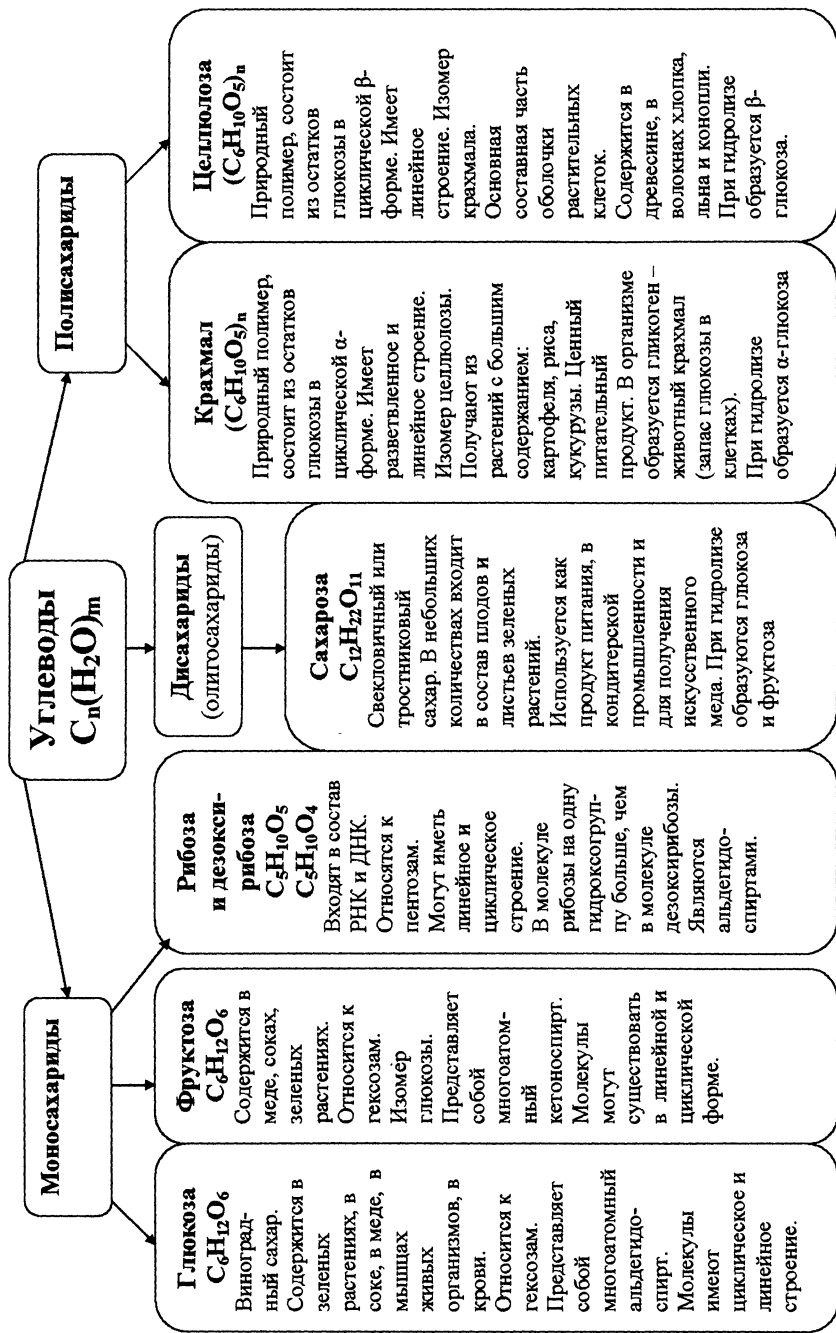 Углеводы
Cn(H2O)m
Моносахариды
Дисахариды
(олигосахариды)
Полисахариды
Глюкоза
C6H12O6
Виноград-
ный сахар.
Содержится в
зеленых
растениях, в
соке, в меде, в
мышцах
живых
организмов, в
крови.
Относится к
гексозам.
Представляет
собой
многоатомный
альдегидо-
спирт.
Молекулы
имеют
циклическое и
линейное
строение.
Фруктоза
C6H12O6
Содержится в
меде, соках,
зеленых
растениях.
Относится к
гексозам.
Изомер
глюкозы.
Представляет
собой
многоатом-
ный
кетоноспирт.
Молекулы
могут
существовать
в линейной и
циклической
форме.
Рибоза
и дезокси-
рибоза
C5H10O5
C5H10O4
Входят в состав
РНК и ДНК.
Относятся к
пентозам.
Могут иметь
линейное и
циклическое
строение.
В молекуле
рибозы на одну
гидроксогруп-
пу больше, чем
в молекуле
дезоксирибозы.
Являются
альдегидо-
спиртами.
Сахароза
C12H22O11
Свекловичный или
тростниковый
сахар. В небольших
количествах входит
в состав плодов и
листьев зеленых
растений.
Используется как
продукт питания, в
кондитерской
промышленности и
для получения
искусственного
меда. При гидролизе
образуются глюкоза
и фруктоза
Крахмал
(C6H10O5)n
Природный полимер,
состоит из остатков
глюкозы в
циклической α-
форме. Имеет
разветвленное и
линейное строение.
Изомер целлюлозы.
Получают из
растений с большим
содержанием:
картофеля, риса,
кукурузы. Ценный
питательный
продукт. В организме
образуется гликоген –
животный крахмал
(запас глюкозы в
клетках).
При гидролизе
образуется α-глюкоза
Целлюлоза
(C6H10O5)n
Природный
полимер, состоит
из остатков
глюкозы в
циклической β-
форме. Имеет
линейное
строение. Изомер
крахмала.
Основная
составная часть
оболочки
растительных
клеток.
Содержится в
древесине, в
волокнах хлопка,
льна и конопли.
При гидролизе
образуется β-
глюкоза.